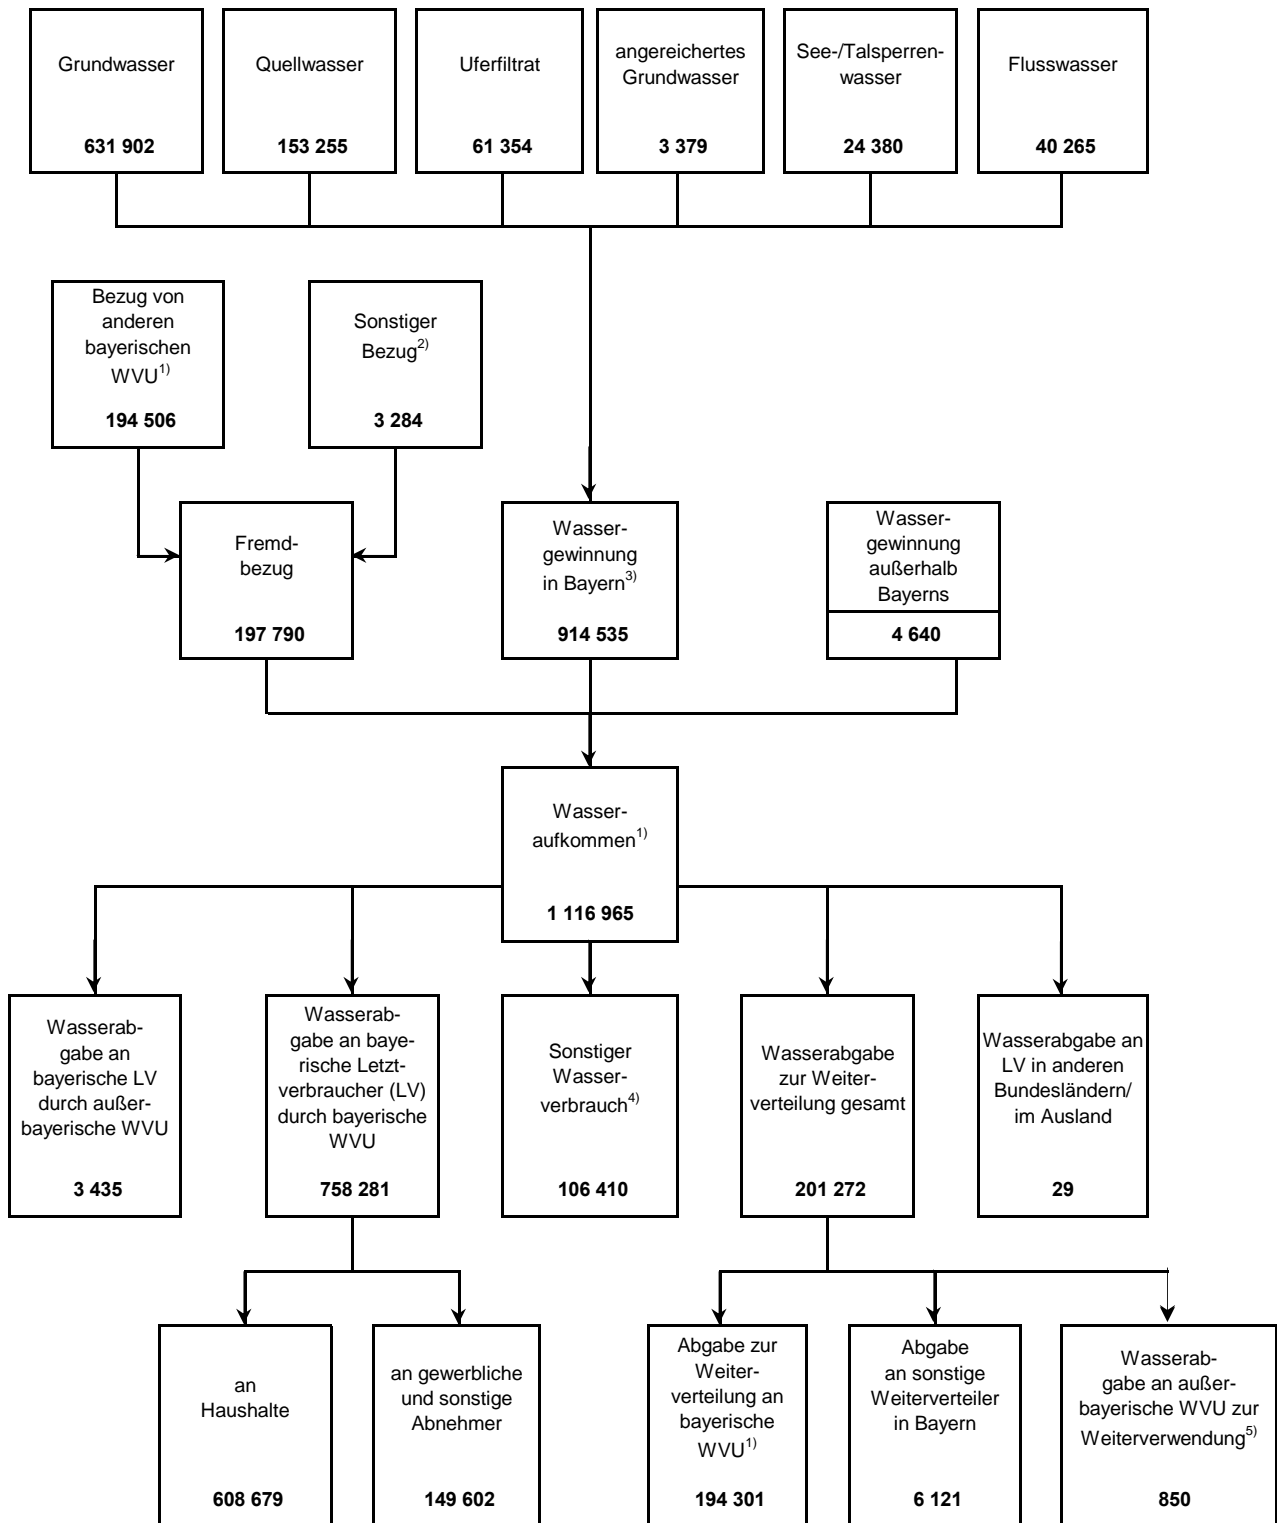 Grundwasser
631 902
Quellwasser
153 255
Uferfiltrat
61 354
angereichertes
Grundwasser
3 379
See-/Talsperren-
wasser
24 380
Flusswasser
40 265
Bezug von
anderen
bayerischen
WVU1)
194 506
Sonstiger
Bezug2)
3 284
Fremd-
bezug
197 790
Wasser-
gewinnung
in Bayern3)
914 535
Wasser-
gewinnung
außerhalb
Bayerns
4 640
Wasser-
aufkommen1)
1 116 965
Wasserab-
gabe an
bayerische LV
durch außer-
bayerische WVU
3 435
Wasserab-
gabe an baye-
rische Letzt-
verbraucher (LV)
durch bayerische
WVU
758 281
Sonstiger
Wasser-
verbrauch4)
106 410
Wasserabgabe
zur Weiter-
verteilung gesamt
201 272
Wasserabgabe an
LV in anderen
Bundesländern/
im Ausland
29
an
Haushalte
608 679
an gewerbliche
und sonstige
Abnehmer
149 602
Abgabe zur
Weiter-
verteilung an
bayerische
WVU1)
194 301
Abgabe
an sonstige
Weiterverteiler
in Bayern
6 121
Wasserab-
gabe an außer-
bayerische WVU zur
Weiterverwendung5)
850